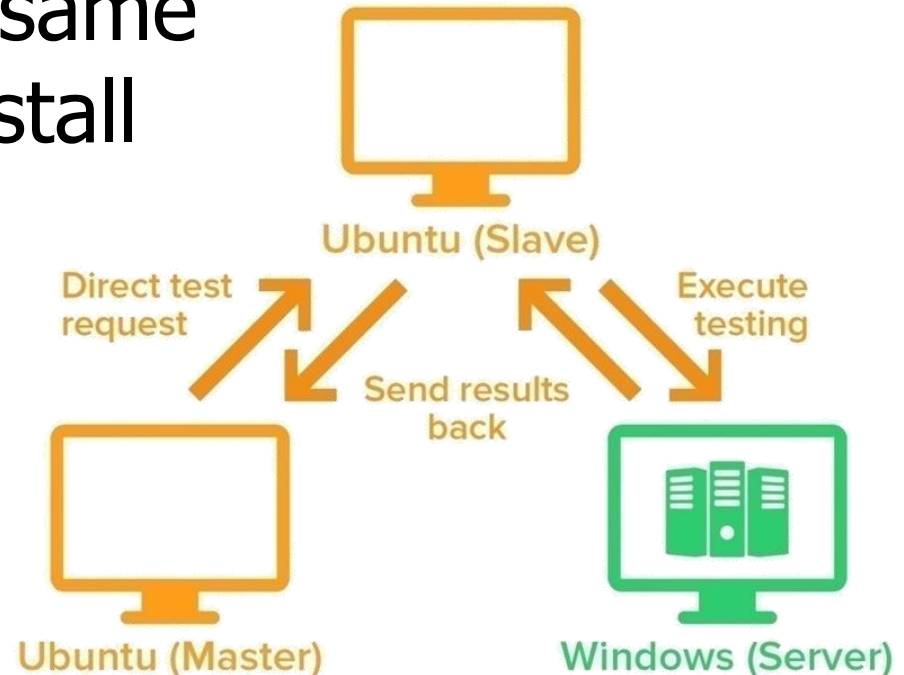 same
stall
Ubuntu (Slave)
Direct test
request
Execute
testing
Send results
back
Ubuntu (Master)
Windows (Server)